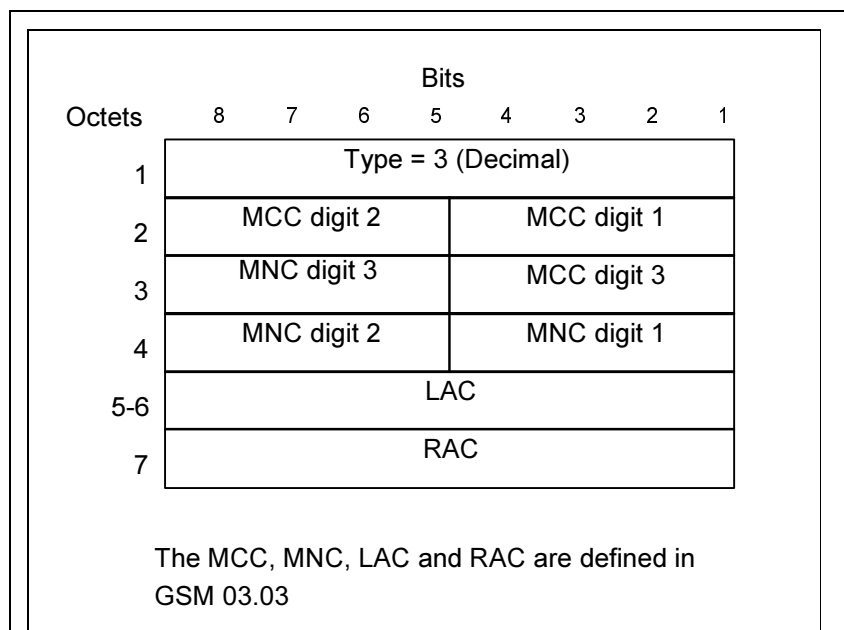 Bits
Octets 8 7 6 5 4 3 2 1
1 Type = 3 (Decimal)
2 MCC digit 2 MCC digit 1
3 MNC digit 3 MCC digit 3
4 MNC digit 2 MNC digit 1
5-6 LAC
7 RAC
The MCC, MNC, LAC and RAC are defined in
GSM 03.03